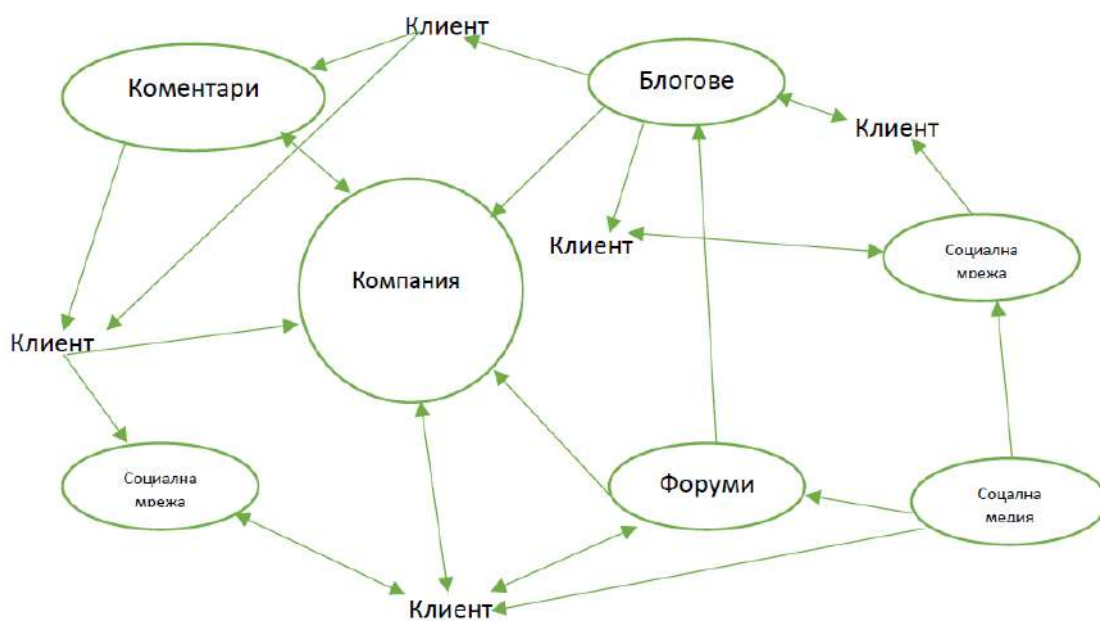 Клиент
Коментари
Блогове
Клиент
Клиент
Социална
мрежа
Компания
Клиент
Социална
мрежа
Форуми
Соцална
медия
Клиент